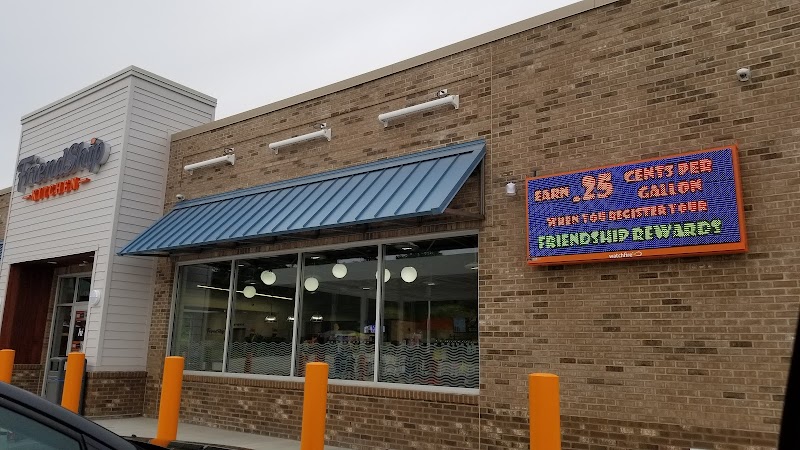 FriendShip
KITCHEN
EARN .25 CENTS PER
GALLON
WHEN YOU REGISTER YOUR
FRIENDSHIP REWARDS
watchfire